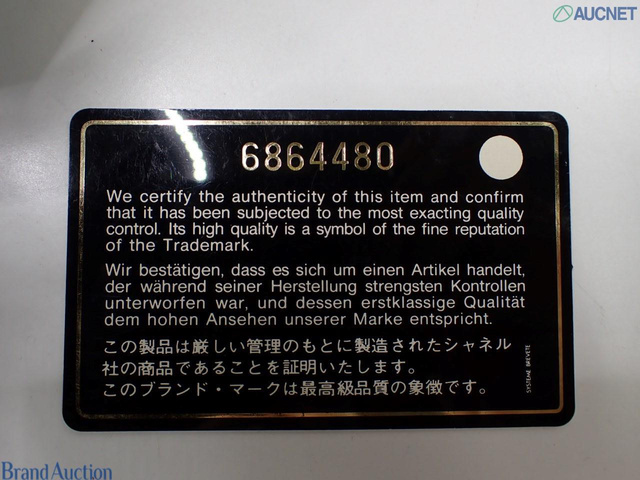 AUCNET
6864480
We certify the authenticity of this item and confirm
that it has been subjected to the most exacting quality
control. Its high quality is a symbol of the fine reputation
of the Trademark.
Wir bestätigen, dass es sich um einen Artikel handelt,
der während seiner Herstellung strengsten Kontrollen
unterworfen war, und dessen erstklassige Qualität
dem hohen Ansehen unserer Marke entspricht.
この製品は厳しい管理のもとに製造されたシャネル
社の商品であることを証明いたします。
このブランド・マークは最高級品質の象徴です。
Brand Auction